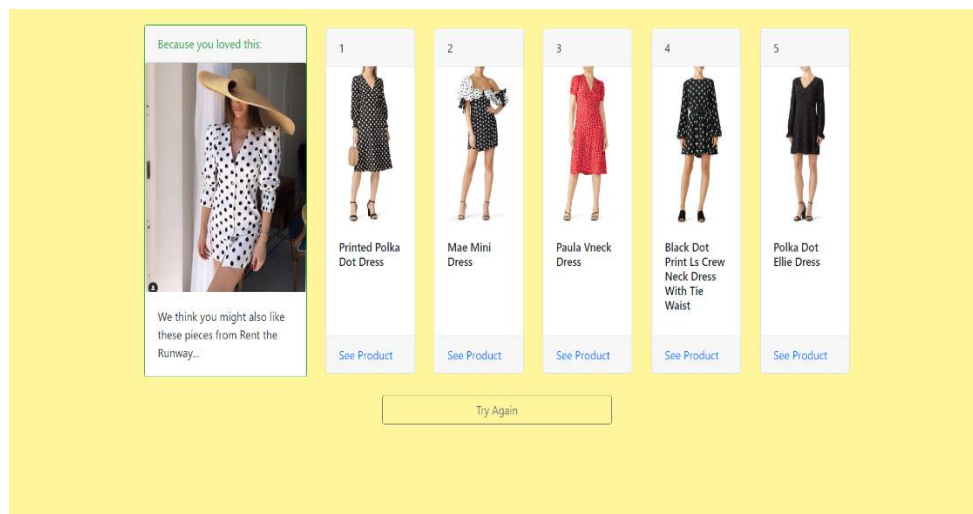 Because you loved this:
We think you might also like
these pieces from Rent the
Runway...
1
Printed Polka
Dot Dress
See Product
2
Mae Mini
Dress
See Product
3
Paula Vneck
Dress
See Product
4
Black Dot
Print Ls Crew
Neck Dress
With Tie
Waist
See Product
5
Polka Dot
Ellie Dress
See Product
Try Again